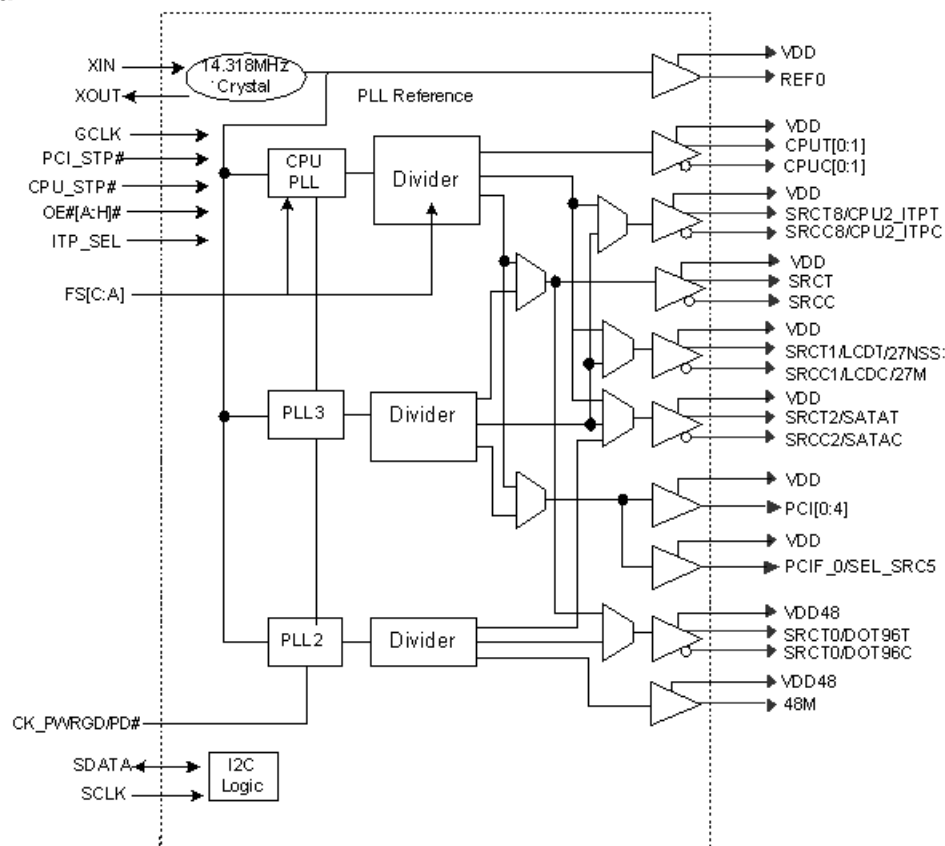 XIN
XOUT
14.318MHz
Crystal
PLL Reference
VDD
REF0
GCLK
PCI_STP#
CPU_STP#
OE#[A:H]#
ITP_SEL
FS[C:A]
CPU
PLL
Divider
VDD
CPUT[0:1]
CPUC[0:1]
VDD
SRCT8/CPU2_ITPT
SRCC8/CPU2_ITPC
VDD
SRCT
SRCC
VDD
SRCT1/LCDT/27NSS
SRCC1/LCDC/27M
PLL3
Divider
VDD
SRCT2/SATAT
SRCC2/SATAC
VDD
PCI[0:4]
VDD
PCIF_0/SEL_SRC5
PLL2
Divider
VDD48
SRCT0/DOT96T
SRCT0/DOT96C
VDD48
48M
CK_PWRGD/PD#
SDATA
SCLK
I2C
Logic